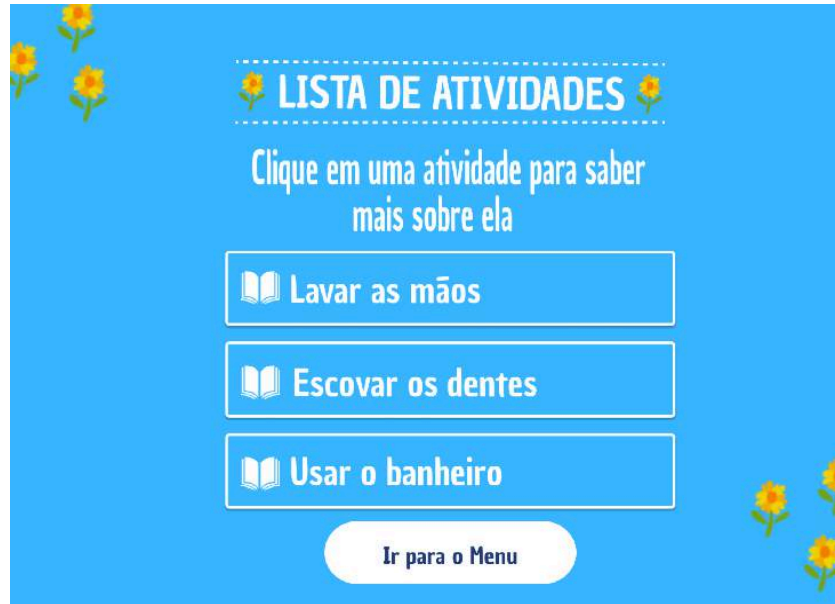 LISTA DE ATIVIDADES
Clique em uma atividade para saber
mais sobre ela
Lavar as mãos
Escovar os dentes
Usar o banheiro
Ir para o Menu